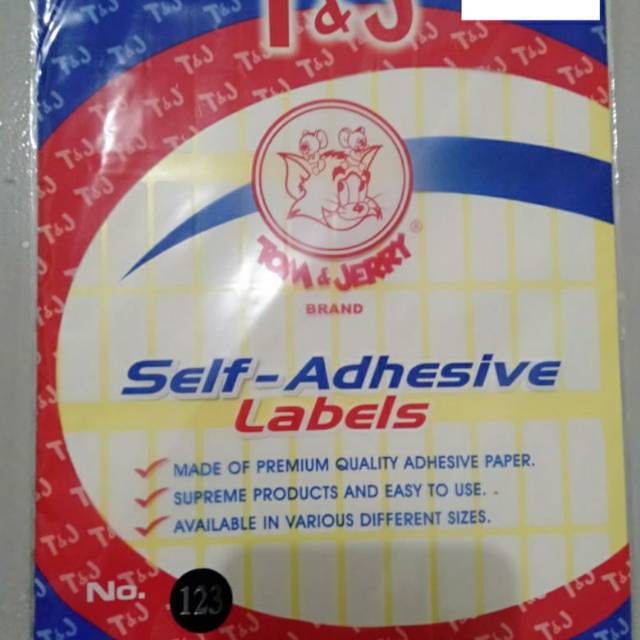 T&J
TOM & JERRY®
BRAND
Self-Adhesive
Labels
MADE OF PREMIUM QUALITY ADHESIVE PAPER.
SUPREME PRODUCTS AND EASY TO USE.
AVAILABLE IN VARIOUS DIFFERENT SIZES.
No. 123